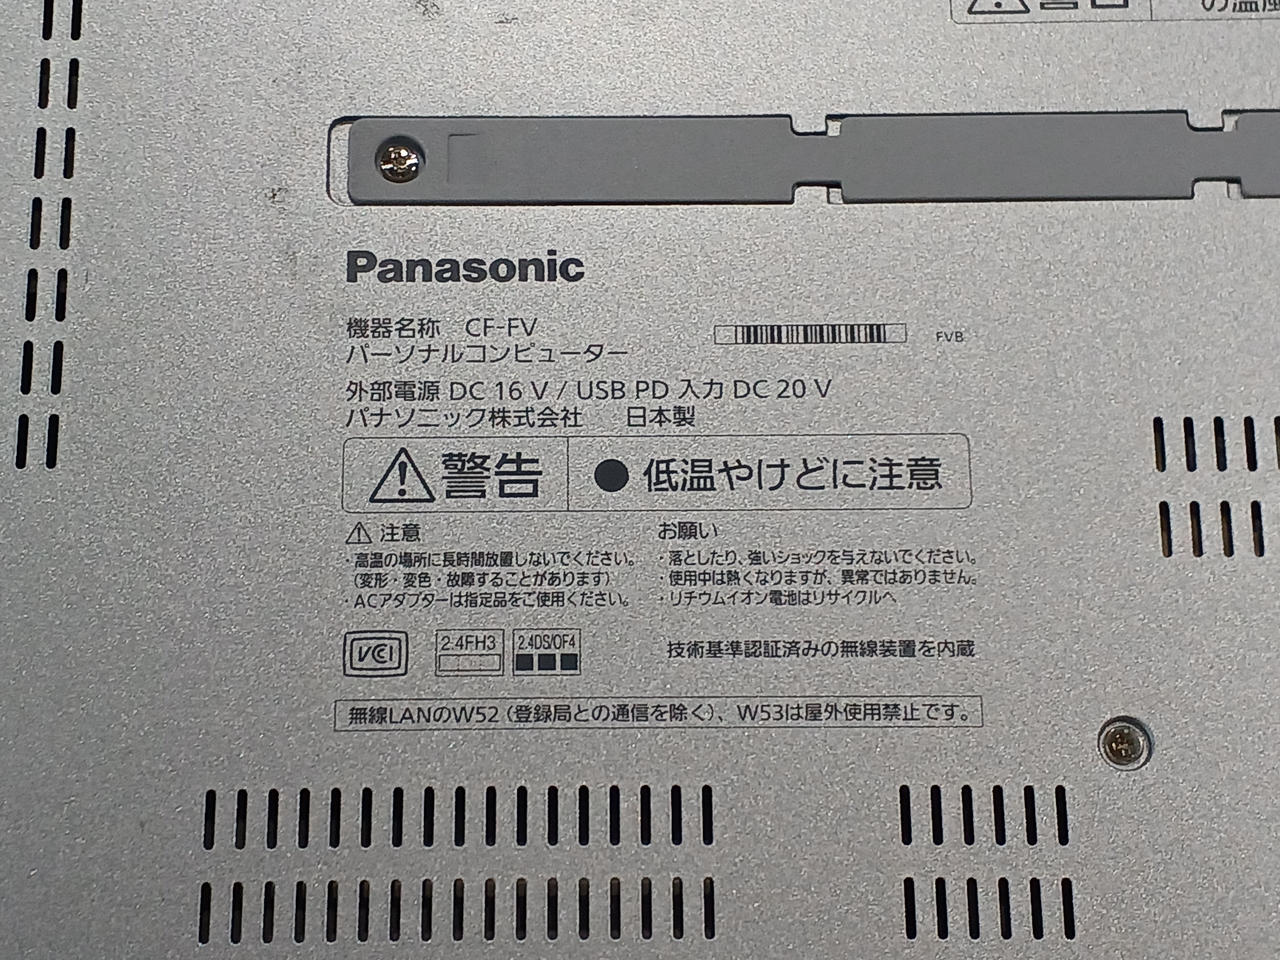 警告
の温風
Panasonic
機器名称 CF-FV
パーソナルコンピューター
FVB
外部電源 DC 16 V / USB PD 入力 DC 20 V
パナソニック株式会社 日本製
警告 ●低温やけどに注意
注意
・高温の場所に長時間放置しないでください。
（変形・変色・故障することがあります）
・ACアダプターは指定品をご使用ください。
お願い
・落としたり、強いショックを与えないでください。
・使用中は熱くなりますが、異常ではありません。
・リチウムイオン電池はリサイクルへ
VCCI
2.4FH3
2.4DS/OF4
技術基準認証済みの無線装置を内蔵
無線LANのW52（登録局との通信を除く）、W53は屋外使用禁止です。